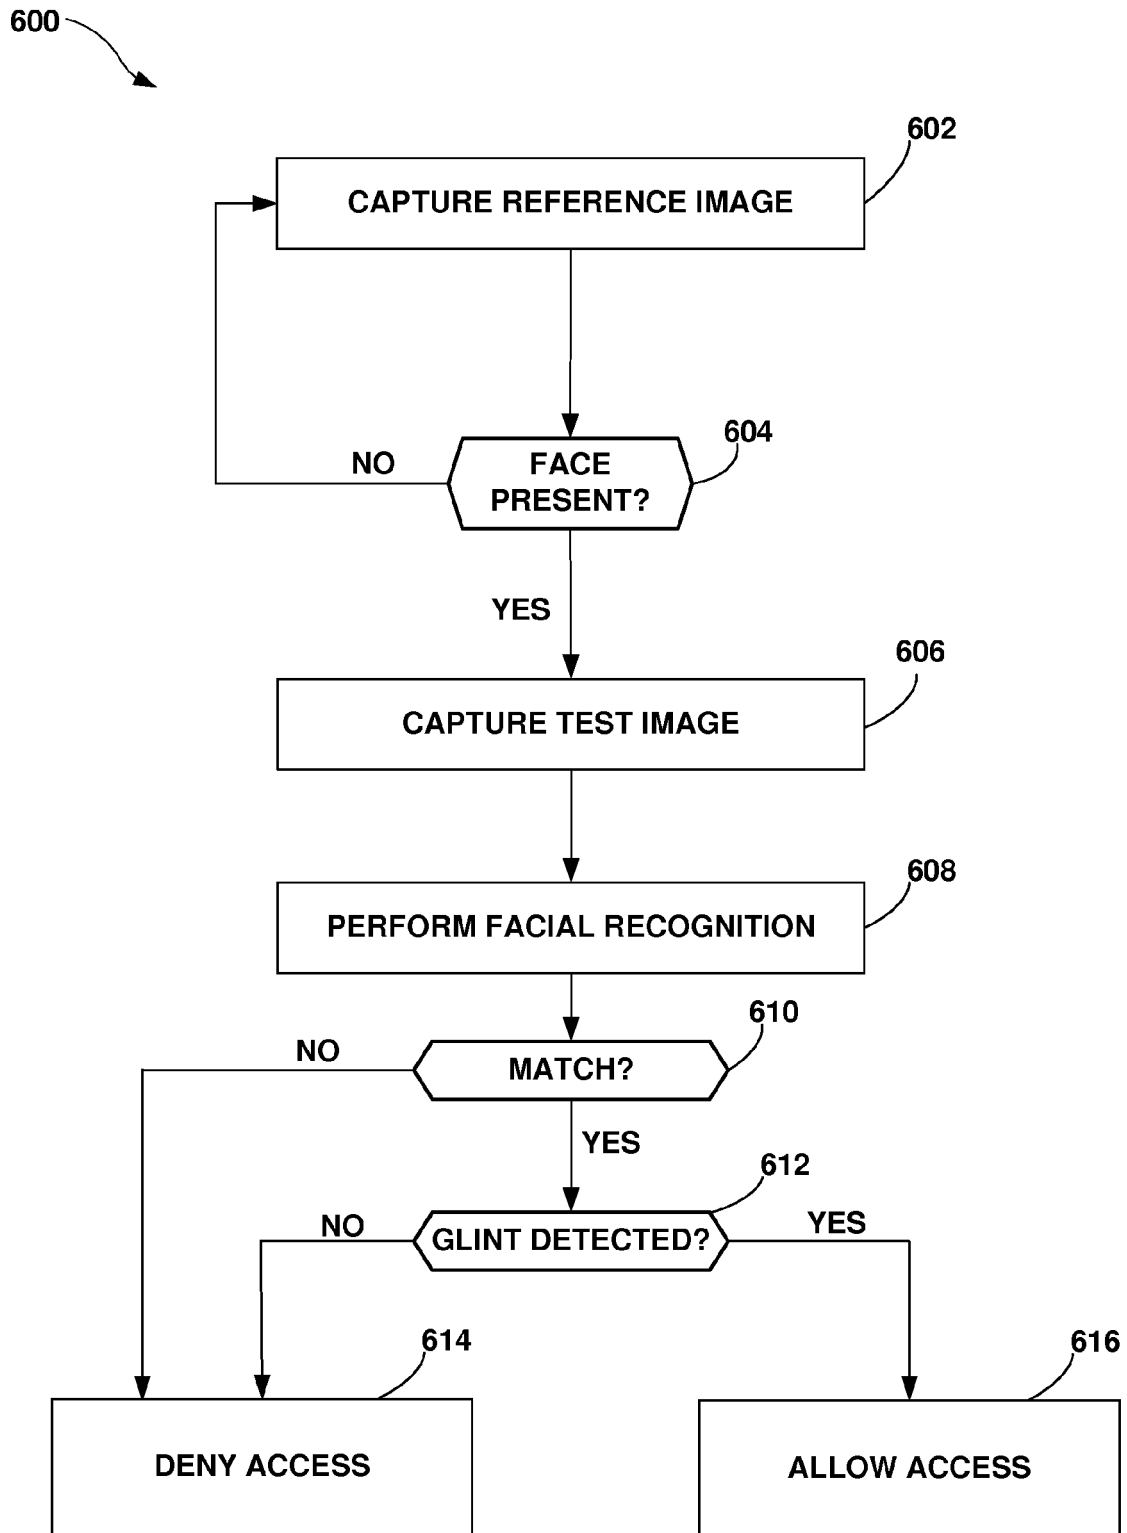 600
602
CAPTURE REFERENCE IMAGE
604
NO
FACE
PRESENT?
YES
606
CAPTURE TEST IMAGE
608
PERFORM FACIAL RECOGNITION
610
NO
MATCH?
YES
612
NO
GLINT DETECTED?
YES
614
616
DENY ACCESS
ALLOW ACCESS